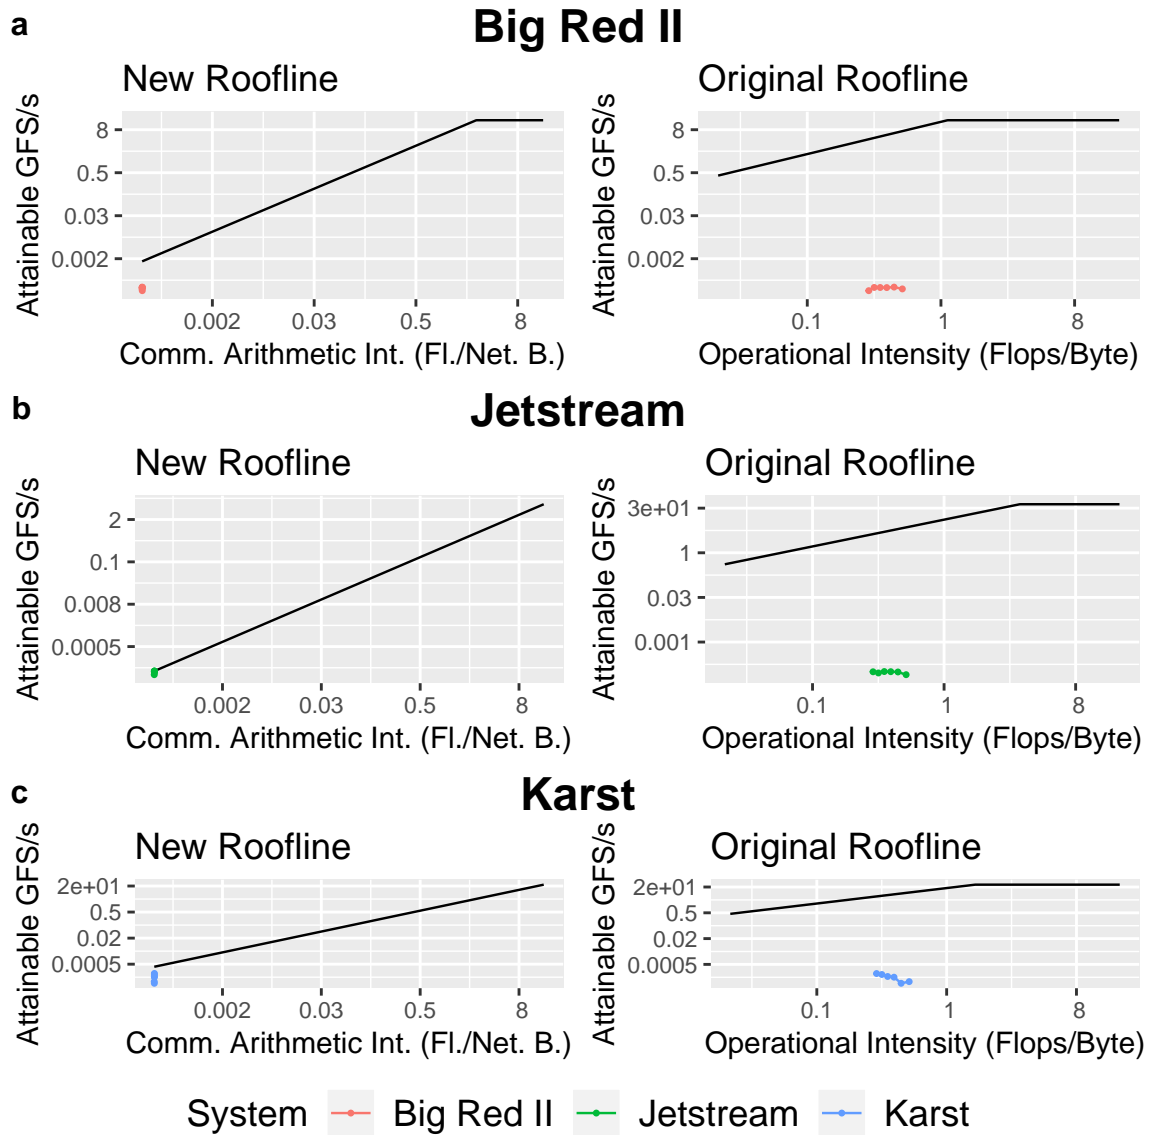 a
Big Red II
New Roofline
Attainable GFS/s
8
0.5
0.03
0.002
0.002 0.03 0.5 8
Comm. Arithmetic Int. (Fl./Net. B.)
Original Roofline
Attainable GFS/s
8
0.5
0.03
0.002
0.1 1 8
Operational Intensity (Flops/Byte)
b
Jetstream
New Roofline
Attainable GFS/s
2
0.1
0.008
0.0005
0.002 0.03 0.5 8
Comm. Arithmetic Int. (Fl./Net. B.)
Original Roofline
Attainable GFS/s
3e+01
1
0.03
0.001
0.1 1 8
Operational Intensity (Flops/Byte)
c
Karst
New Roofline
Attainable GFS/s
2e+01
0.5
0.02
0.0005
0.002 0.03 0.5 8
Comm. Arithmetic Int. (Fl./Net. B.)
Original Roofline
Attainable GFS/s
2e+01
0.5
0.02
0.0005
0.1 1 8
Operational Intensity (Flops/Byte)
System Big Red II Jetstream Karst